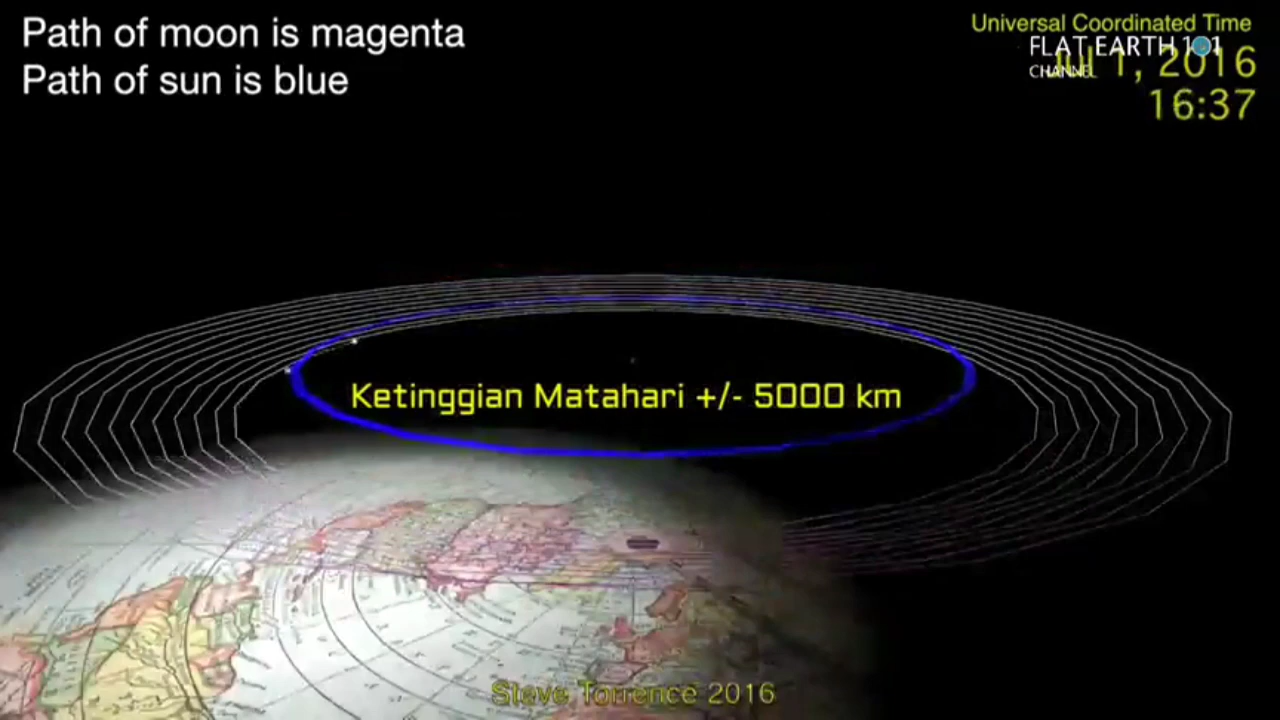 Path of moon is magenta
Path of sun is blue
Universal Coordinated Time
FLAT EARTH 101
CHANNEL
Jul 1, 2016
16:37
Ketinggian Matahari +/- 5000 km
Steve Torrence 2016